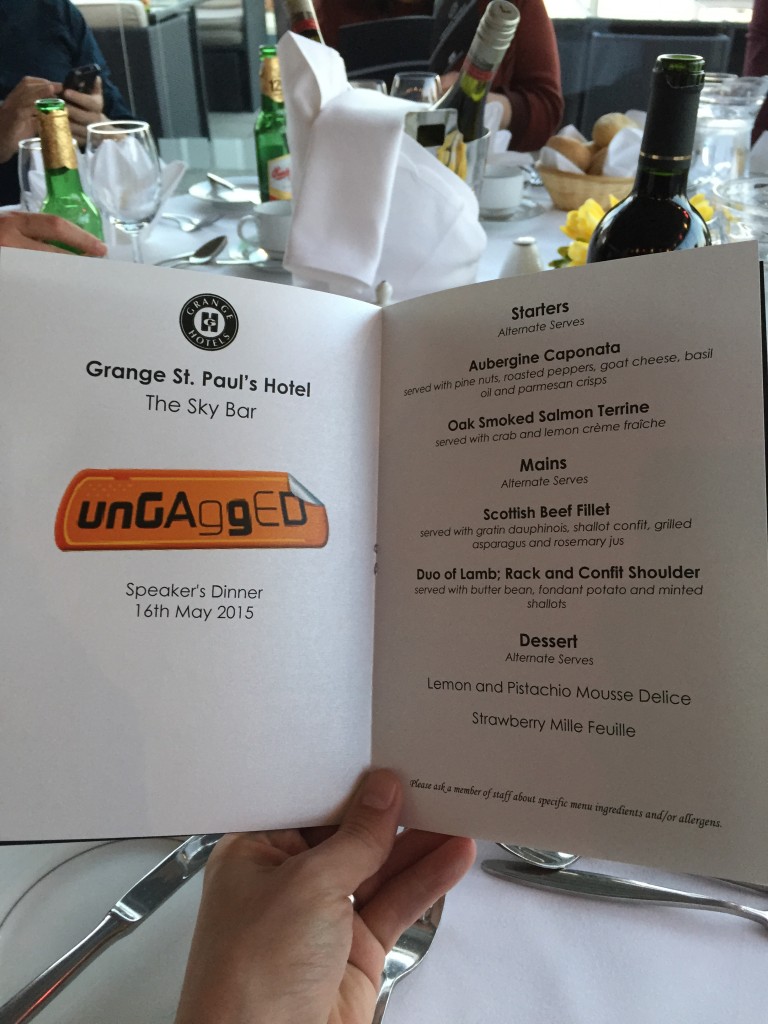 GRANGE
HOTELS
Grange St. Paul's Hotel
The Sky Bar
unGAggED
Speaker's Dinner
16th May 2015
Starters
Alternate Serves
Aubergine Caponata
served with pine nuts, roasted peppers, goat cheese, basil
oil and parmesan crisps
Oak Smoked Salmon Terrine
served with crab and lemon crème fraîche
Mains
Alternate Serves
Scottish Beef Fillet
served with gratin dauphinois, shallot confit, grilled
asparagus and rosemary jus
Duo of Lamb; Rack and Confit Shoulder
served with butter bean, fondant potato and minted
shallots
Dessert
Alternate Serves
Lemon and Pistachio Mousse Delice
Strawberry Mille Feuille
Please ask a member of staff about specific menu ingredients and/or allergens.